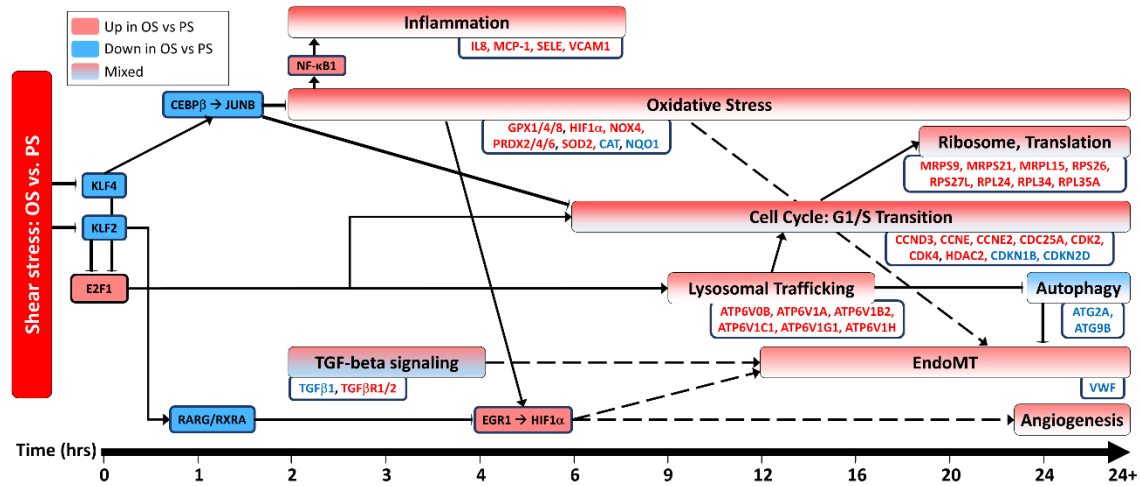 Up in OS vs PS
Down in OS vs PS
Mixed
Shear stress: OS vs. PS
Inflammation
IL8, MCP-1, SELE, VCAM1
NF-κB1
CEBPβ → JUNB
Oxidative Stress
GPX1/4/8, HIF1α, NOX4,
PRDX2/4/6, SOD2, CAT, NQO1
Ribosome, Translation
MRPS9, MRPS21, MRPL15, RPS26,
RPS27L, RPL24, RPL34, RPL35A
KLF4
KLF2
Cell Cycle: G1/S Transition
CCND3, CCNE, CCNE2, CDC25A, CDK2,
CDK4, HDAC2, CDKN1B, CDKN2D
E2F1
Lysosomal Trafficking
ATP6V0B, ATP6V1A, ATP6V1B2,
ATP6V1C1, ATP6V1G1, ATP6V1H
Autophagy
ATG2A,
ATG9B
TGF-beta signaling
TGFβ1, TGFβR1/2
EndoMT
VWF
RARG/RXRA
EGR1 → HIF1α
Angiogenesis
Time (hrs)
0 1 2 3 4 6 9 12 16 20 24 24+